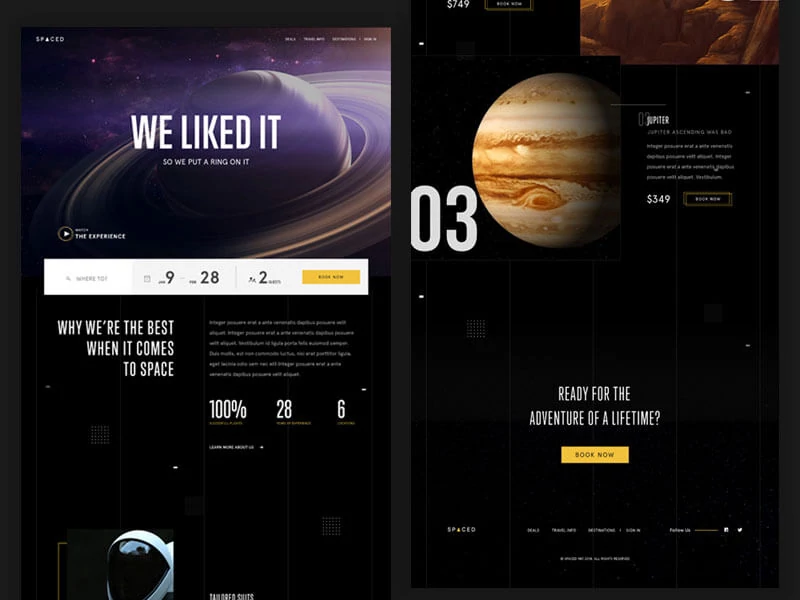 SPACED
DEALS TRAVEL INFO DESTINATIONS | SIGN IN
WE LIKED IT
SO WE PUT A RING ON IT
WATCH
THE EXPERIENCE
WHERE TO?
JAN 9 — FEB 28
2 GUESTS
BOOK NOW
WHY WE'RE THE BEST
WHEN IT COMES
TO SPACE
Integer posuere erat a ante venenatis dapibus posuere velit
aliquet. Integer posuere erat a ante venenatis dapibus posuere
velit. Vestibulum id ligula porta felis euismod semper.
Duis mollis, est non commodo luctus, nisi erat porttitor ligula,
eget lacinia odio sem nec elit. Integer posuere erat a ante
venenatis dapibus posuere velit aliquet.
100% 28 6
SUCCESSFUL FLIGHTS YEARS OF EXPERIENCE LOCATIONS
LEARN MORE ABOUT US
TAILORED SUITS
$749 BOOK NOW
03
03
JUPITER
JUPITER ASCENDING WAS BAD
Integer posuere erat a ante venenatis
dapibus posuere velit aliquet. Integer
posuere erat a ante venenatis dapibus
posuere velit aliquet. Vestibulum.
$349 BOOK NOW
READY FOR THE
ADVENTURE OF A LIFETIME?
BOOK NOW
SPACED
DEALS TRAVEL INFO DESTINATIONS | SIGN IN
Follow Us
ALL RIGHTS RESERVED